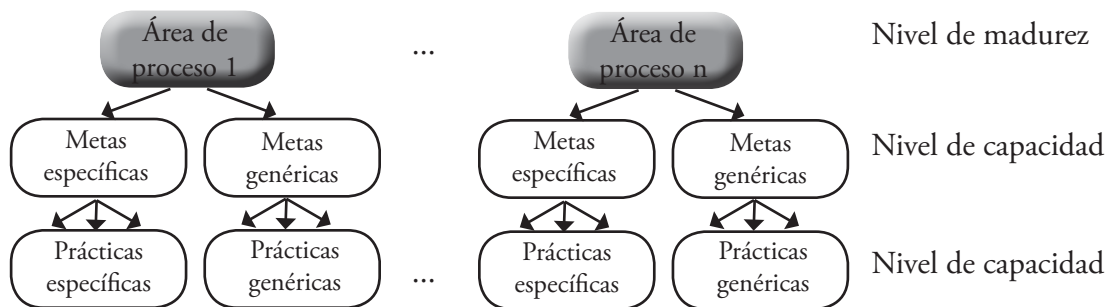 Área de
proceso 1
...
Área de
proceso n
Nivel de madurez
Metas
específicas
Metas
genéricas
Metas
específicas
Metas
genéricas
Nivel de capacidad
Prácticas
específicas
Prácticas
genéricas
...
Prácticas
específicas
Prácticas
genéricas
Nivel de capacidad